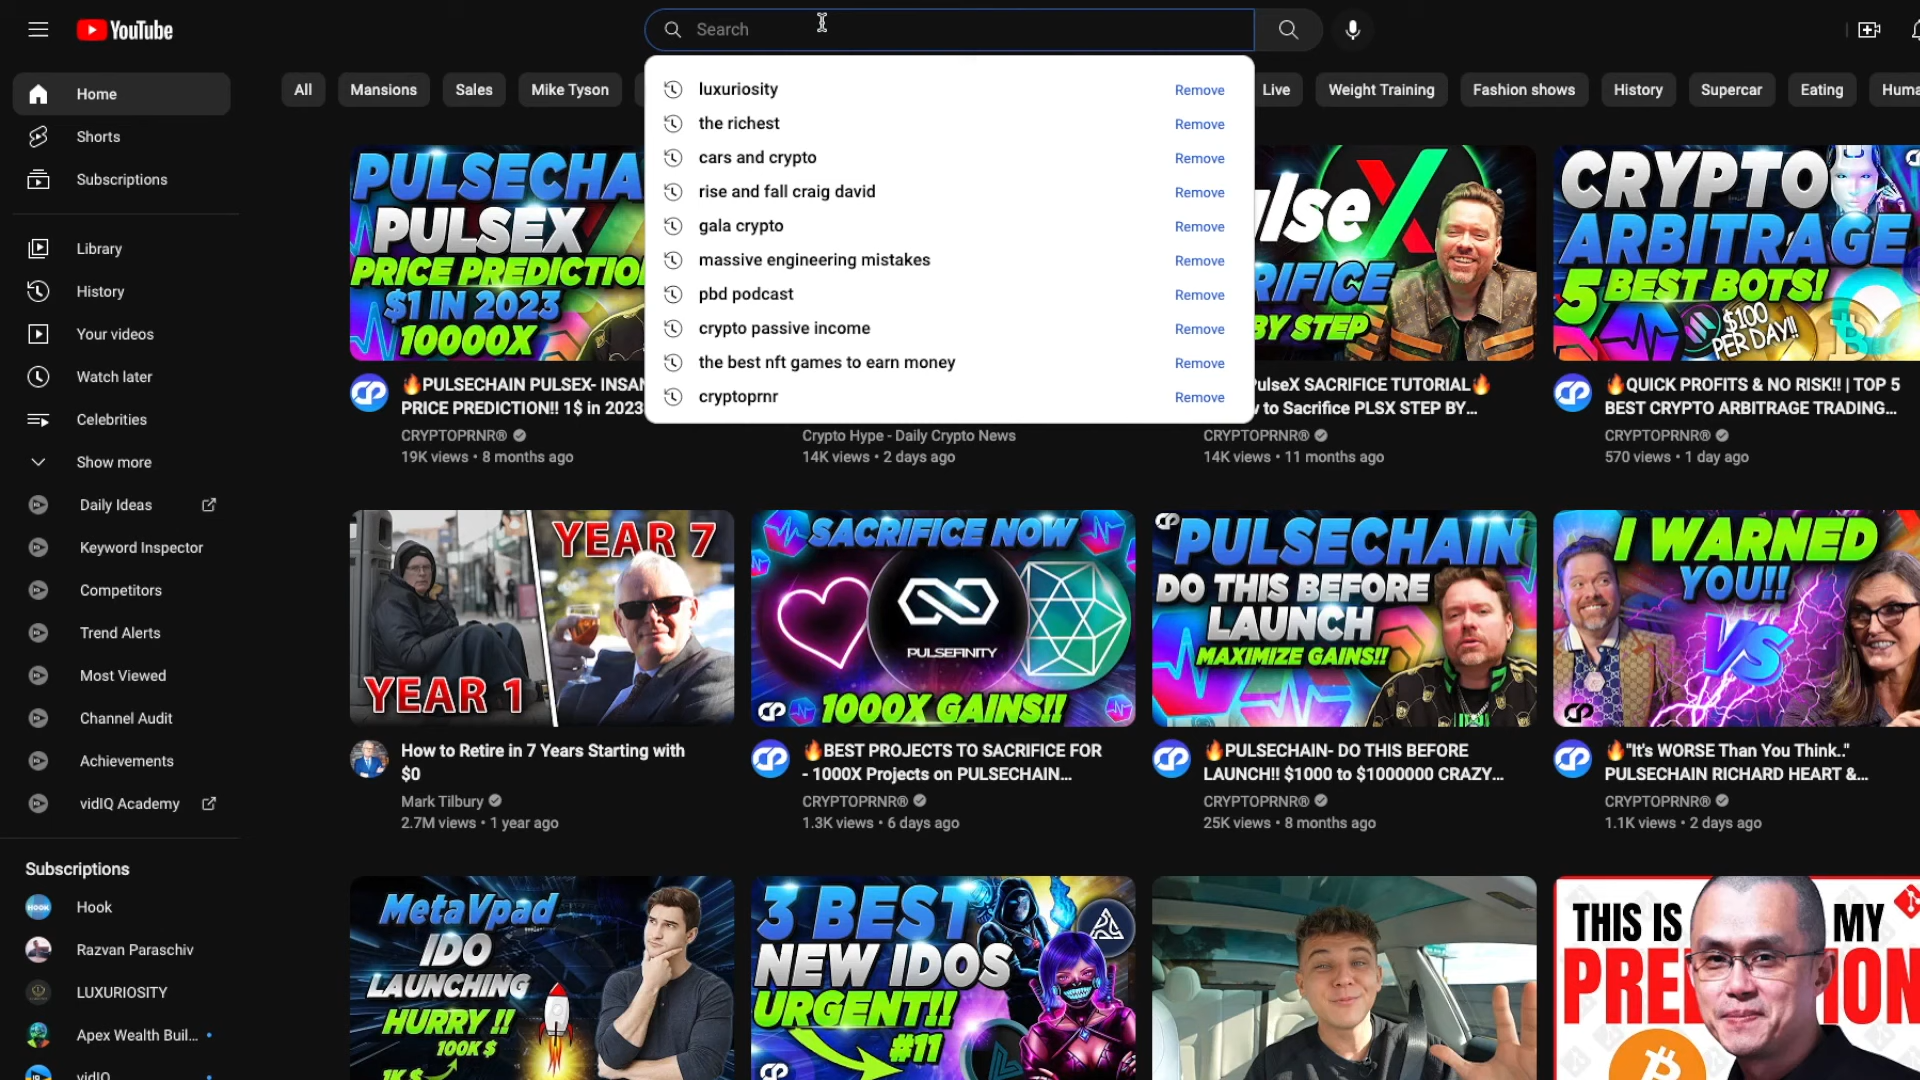 YouTube
Search
Home
Shorts
Subscriptions
Library
History
Your videos
Watch later
Celebrities
Show more
Daily Ideas
Keyword Inspector
Competitors
Trend Alerts
Most Viewed
Channel Audit
Achievements
vidIQ Academy
Subscriptions
Hook
Razvan Paraschiv
LUXURIOSITY
Apex Wealth Buil...
vidIQ
All
Mansions
Sales
Mike Tyson
Live
Weight Training
Fashion shows
History
Supercar
Eating
Huma
luxuriosity Remove
the richest Remove
cars and crypto Remove
rise and fall craig david Remove
gala crypto Remove
massive engineering mistakes Remove
pbd podcast Remove
crypto passive income Remove
the best nft games to earn money Remove
cryptoprnr Remove
PULSECHA
PULSEX
PRICE PREDICTIO
$1 IN 2023
10000X
🔥PULSECHAIN PULSEX- INSAN
PRICE PREDICTION!! 1$ in 2023
CRYPTOPRNR®
19K views • 8 months ago
Crypto Hype - Daily Crypto News
14K views • 2 days ago
lseX
RIFICE
BY STEP
PulseX SACRIFICE TUTORIAL🔥
v to Sacrifice PLSX STEP BY...
CRYPTOPRNR®
14K views • 11 months ago
CRYPTO
ARBITRAGE
5 BEST BOTS!
$100
PER DAY!!
🔥QUICK PROFITS & NO RISK!! | TOP 5
BEST CRYPTO ARBITRAGE TRADING...
CRYPTOPRNR®
570 views • 1 day ago
YEAR 7
YEAR 1
How to Retire in 7 Years Starting with
$0
Mark Tilbury
2.7M views • 1 year ago
SACRIFICE NOW
PULSEFINITY
1000X GAINS!!
🔥BEST PROJECTS TO SACRIFICE FOR
- 1000X Projects on PULSECHAIN...
CRYPTOPRNR®
1.3K views • 6 days ago
PULSECHAIN
DO THIS BEFORE
LAUNCH
MAXIMIZE GAINS!!
🔥PULSECHAIN- DO THIS BEFORE
LAUNCH!! $1000 to $1000000 CRAZY...
CRYPTOPRNR®
25K views • 8 months ago
I WARNED
YOU!!
VS
🔥"It's WORSE Than You Think.."
PULSECHAIN RICHARD HEART &...
CRYPTOPRNR®
1.1K views • 2 days ago
MetaVpad
IDO
LAUNCHING
HURRY !!
100K $
1K $
3 BEST
NEW IDOS
URGENT!!
#11
THIS IS MY
PRE ION